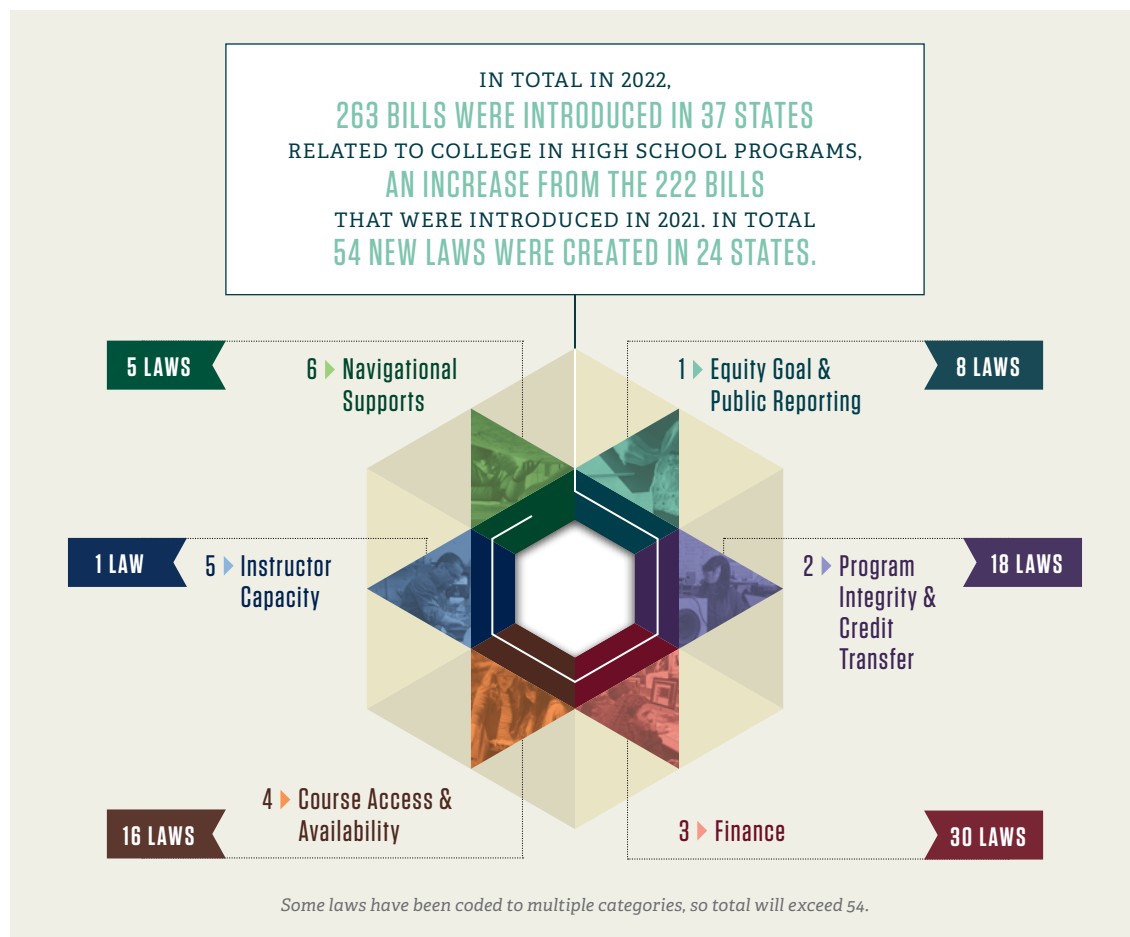 IN TOTAL IN 2022,
263 BILLS WERE INTRODUCED IN 37 STATES
RELATED TO COLLEGE IN HIGH SCHOOL PROGRAMS,
AN INCREASE FROM THE 222 BILLS
THAT WERE INTRODUCED IN 2021. IN TOTAL
54 NEW LAWS WERE CREATED IN 24 STATES.
5 LAWS
6 Navigational
Supports
1 Equity Goal &
Public Reporting
8 LAWS
1 LAW
5 Instructor
Capacity
2 Program
Integrity &
Credit
Transfer
18 LAWS
16 LAWS
4 Course Access &
Availability
3 Finance
30 LAWS
Some laws have been coded to multiple categories, so total will exceed 54.